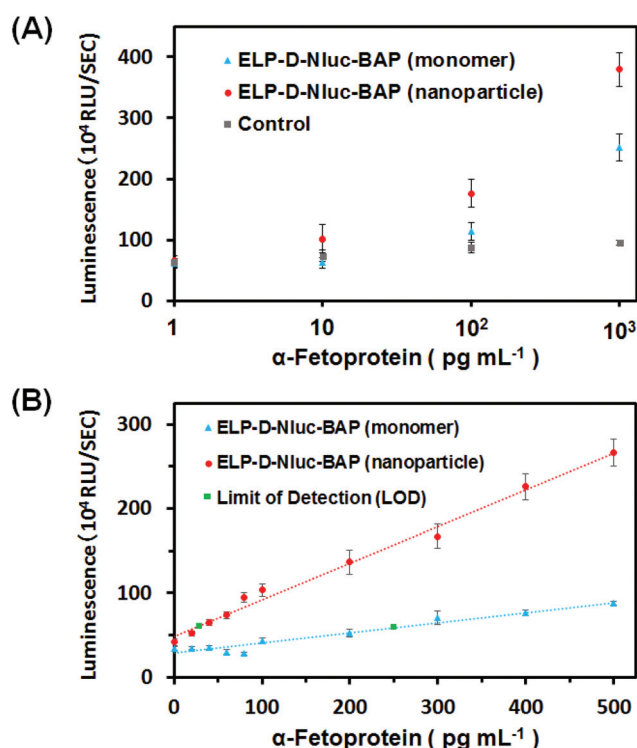 (A)
Luminescence (10⁴ RLU/SEC)
400
300
200
100
0
ELP-D-Nluc-BAP (monomer)
ELP-D-Nluc-BAP (nanoparticle)
Control
1 10 10² 10³
α-Fetoprotein ( pg mL⁻¹ )
(B)
Luminescence (10⁴ RLU/SEC)
300
200
100
0
ELP-D-Nluc-BAP (monomer)
ELP-D-Nluc-BAP (nanoparticle)
Limit of Detection (LOD)
0 100 200 300 400 500
α-Fetoprotein ( pg mL⁻¹ )